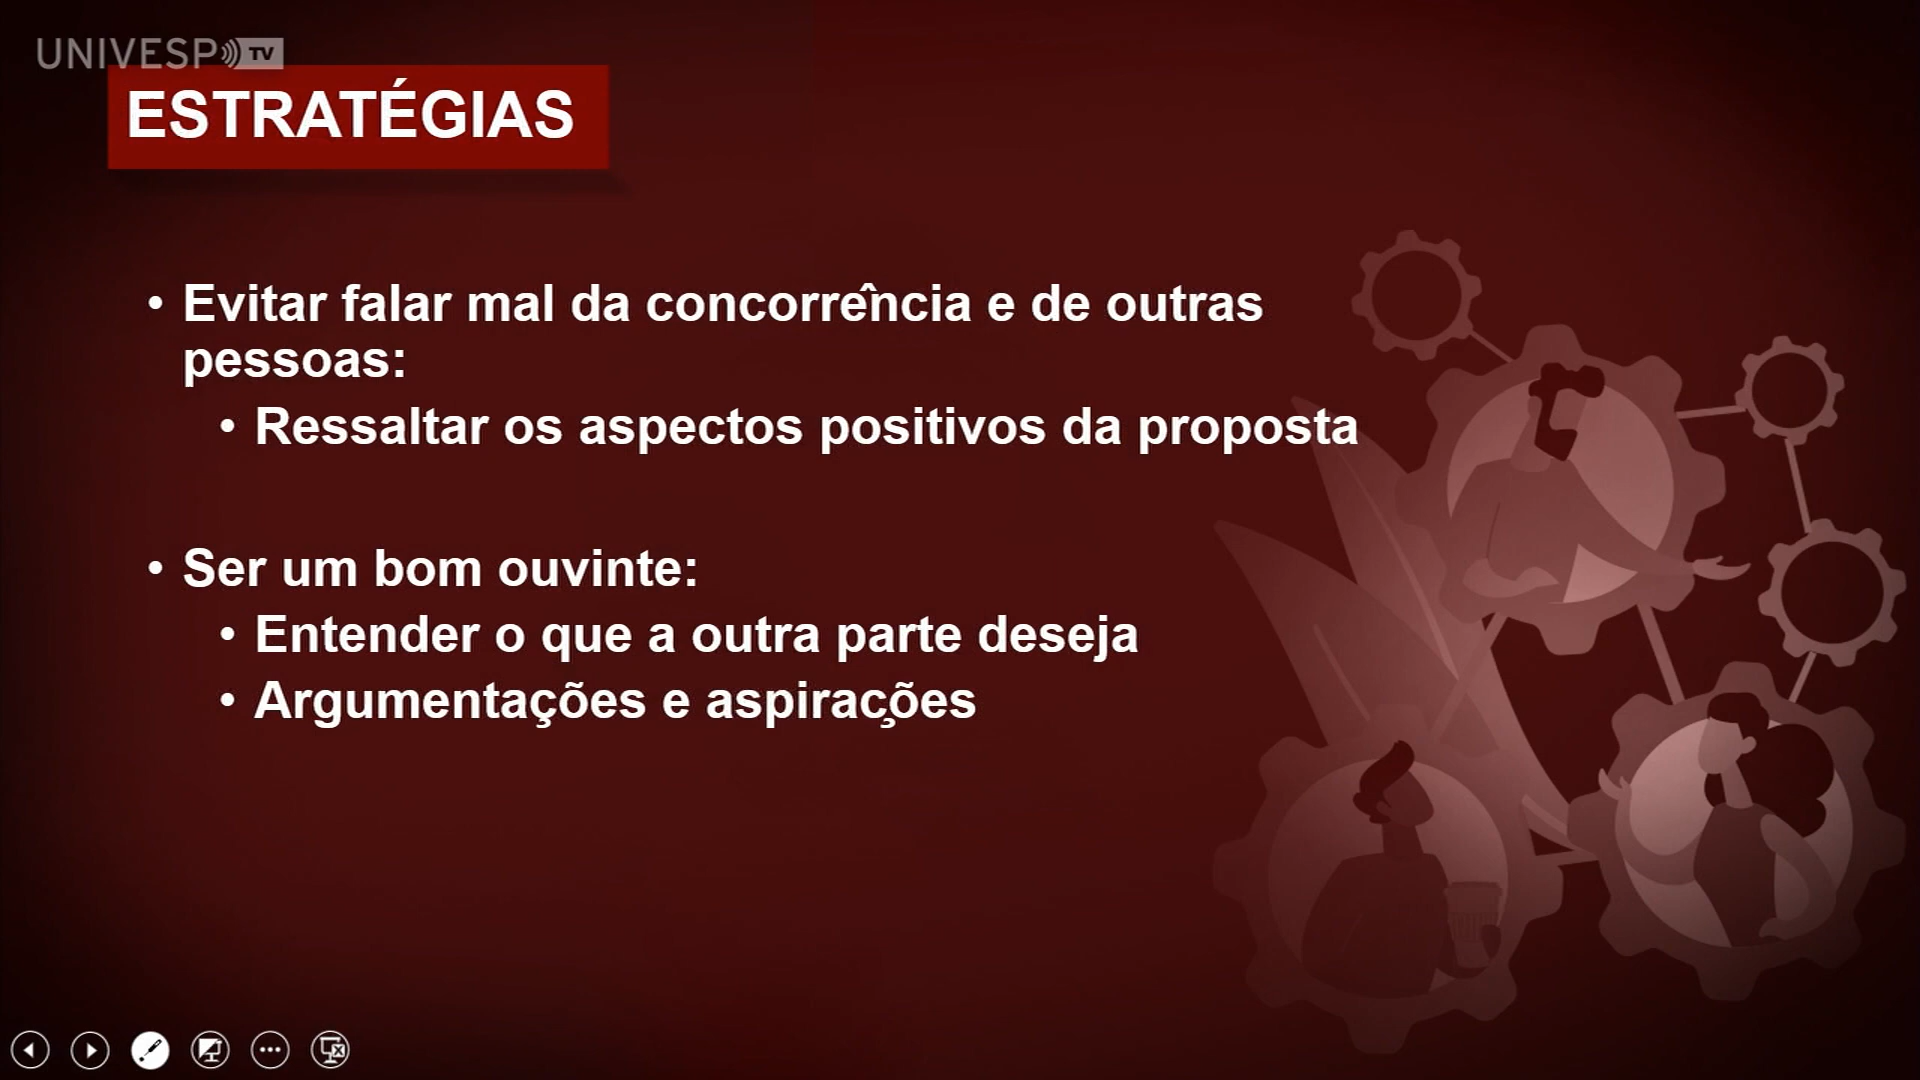 UNIVESP TV
ESTRATÉGIAS
• Evitar falar mal da concorrência e de outras
pessoas:
• Ressaltar os aspectos positivos da proposta
• Ser um bom ouvinte:
• Entender o que a outra parte deseja
• Argumentações e aspirações